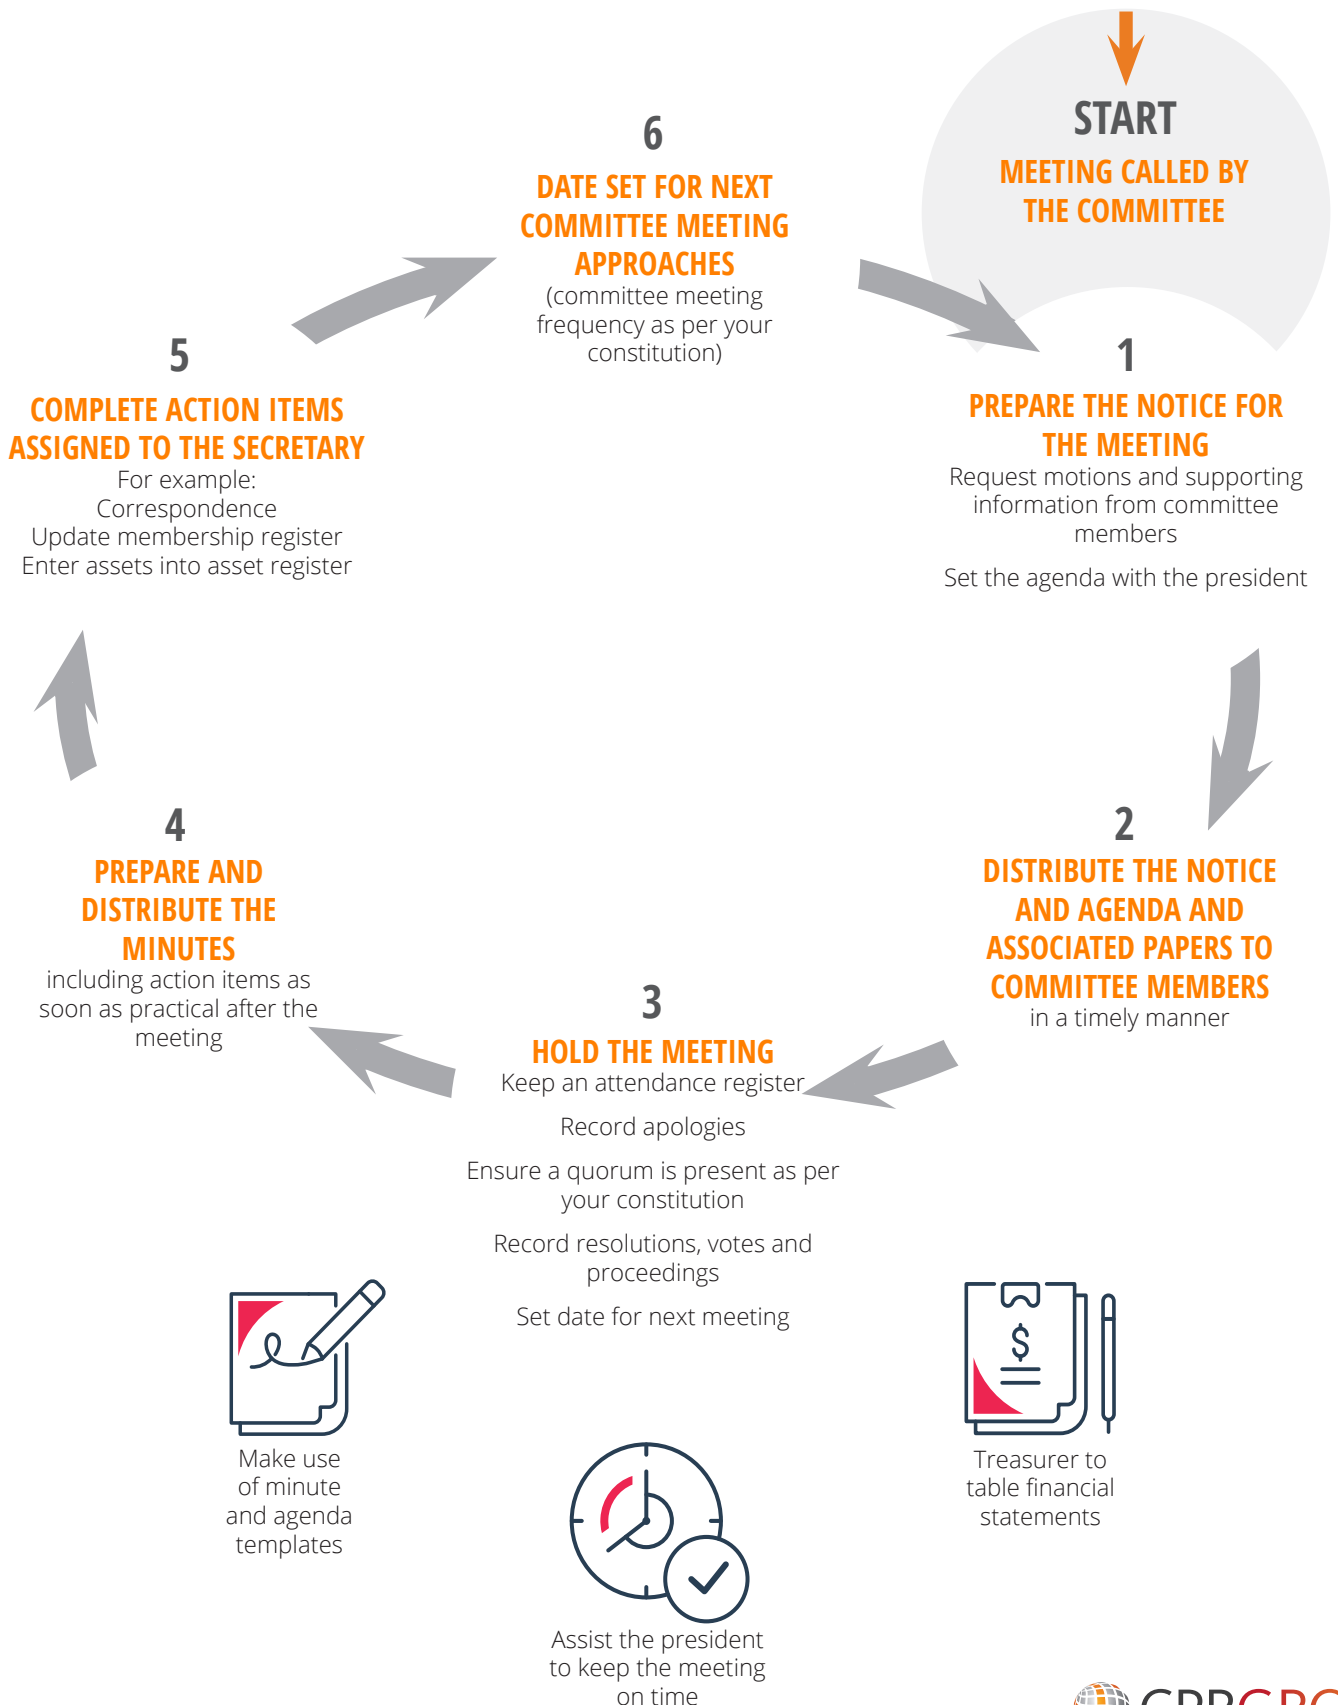 START
MEETING CALLED BY
THE COMMITTEE
1
PREPARE THE NOTICE FOR
THE MEETING
Request motions and supporting
information from committee
members
Set the agenda with the president
2
DISTRIBUTE THE NOTICE
AND AGENDA AND
ASSOCIATED PAPERS TO
COMMITTEE MEMBERS
in a timely manner
3
HOLD THE MEETING
Keep an attendance register
Record apologies
Ensure a quorum is present as per
your constitution
Record resolutions, votes and
proceedings
Set date for next meeting
4
PREPARE AND
DISTRIBUTE THE
MINUTES
including action items as
soon as practical after the
meeting
5
COMPLETE ACTION ITEMS
ASSIGNED TO THE SECRETARY
For example:
Correspondence
Update membership register
Enter assets into asset register
6
DATE SET FOR NEXT
COMMITTEE MEETING
APPROACHES
(committee meeting
frequency as per your
constitution)
Make use
of minute
and agenda
templates
$
Treasurer to
table financial
statements
Assist the president
to keep the meeting
on time